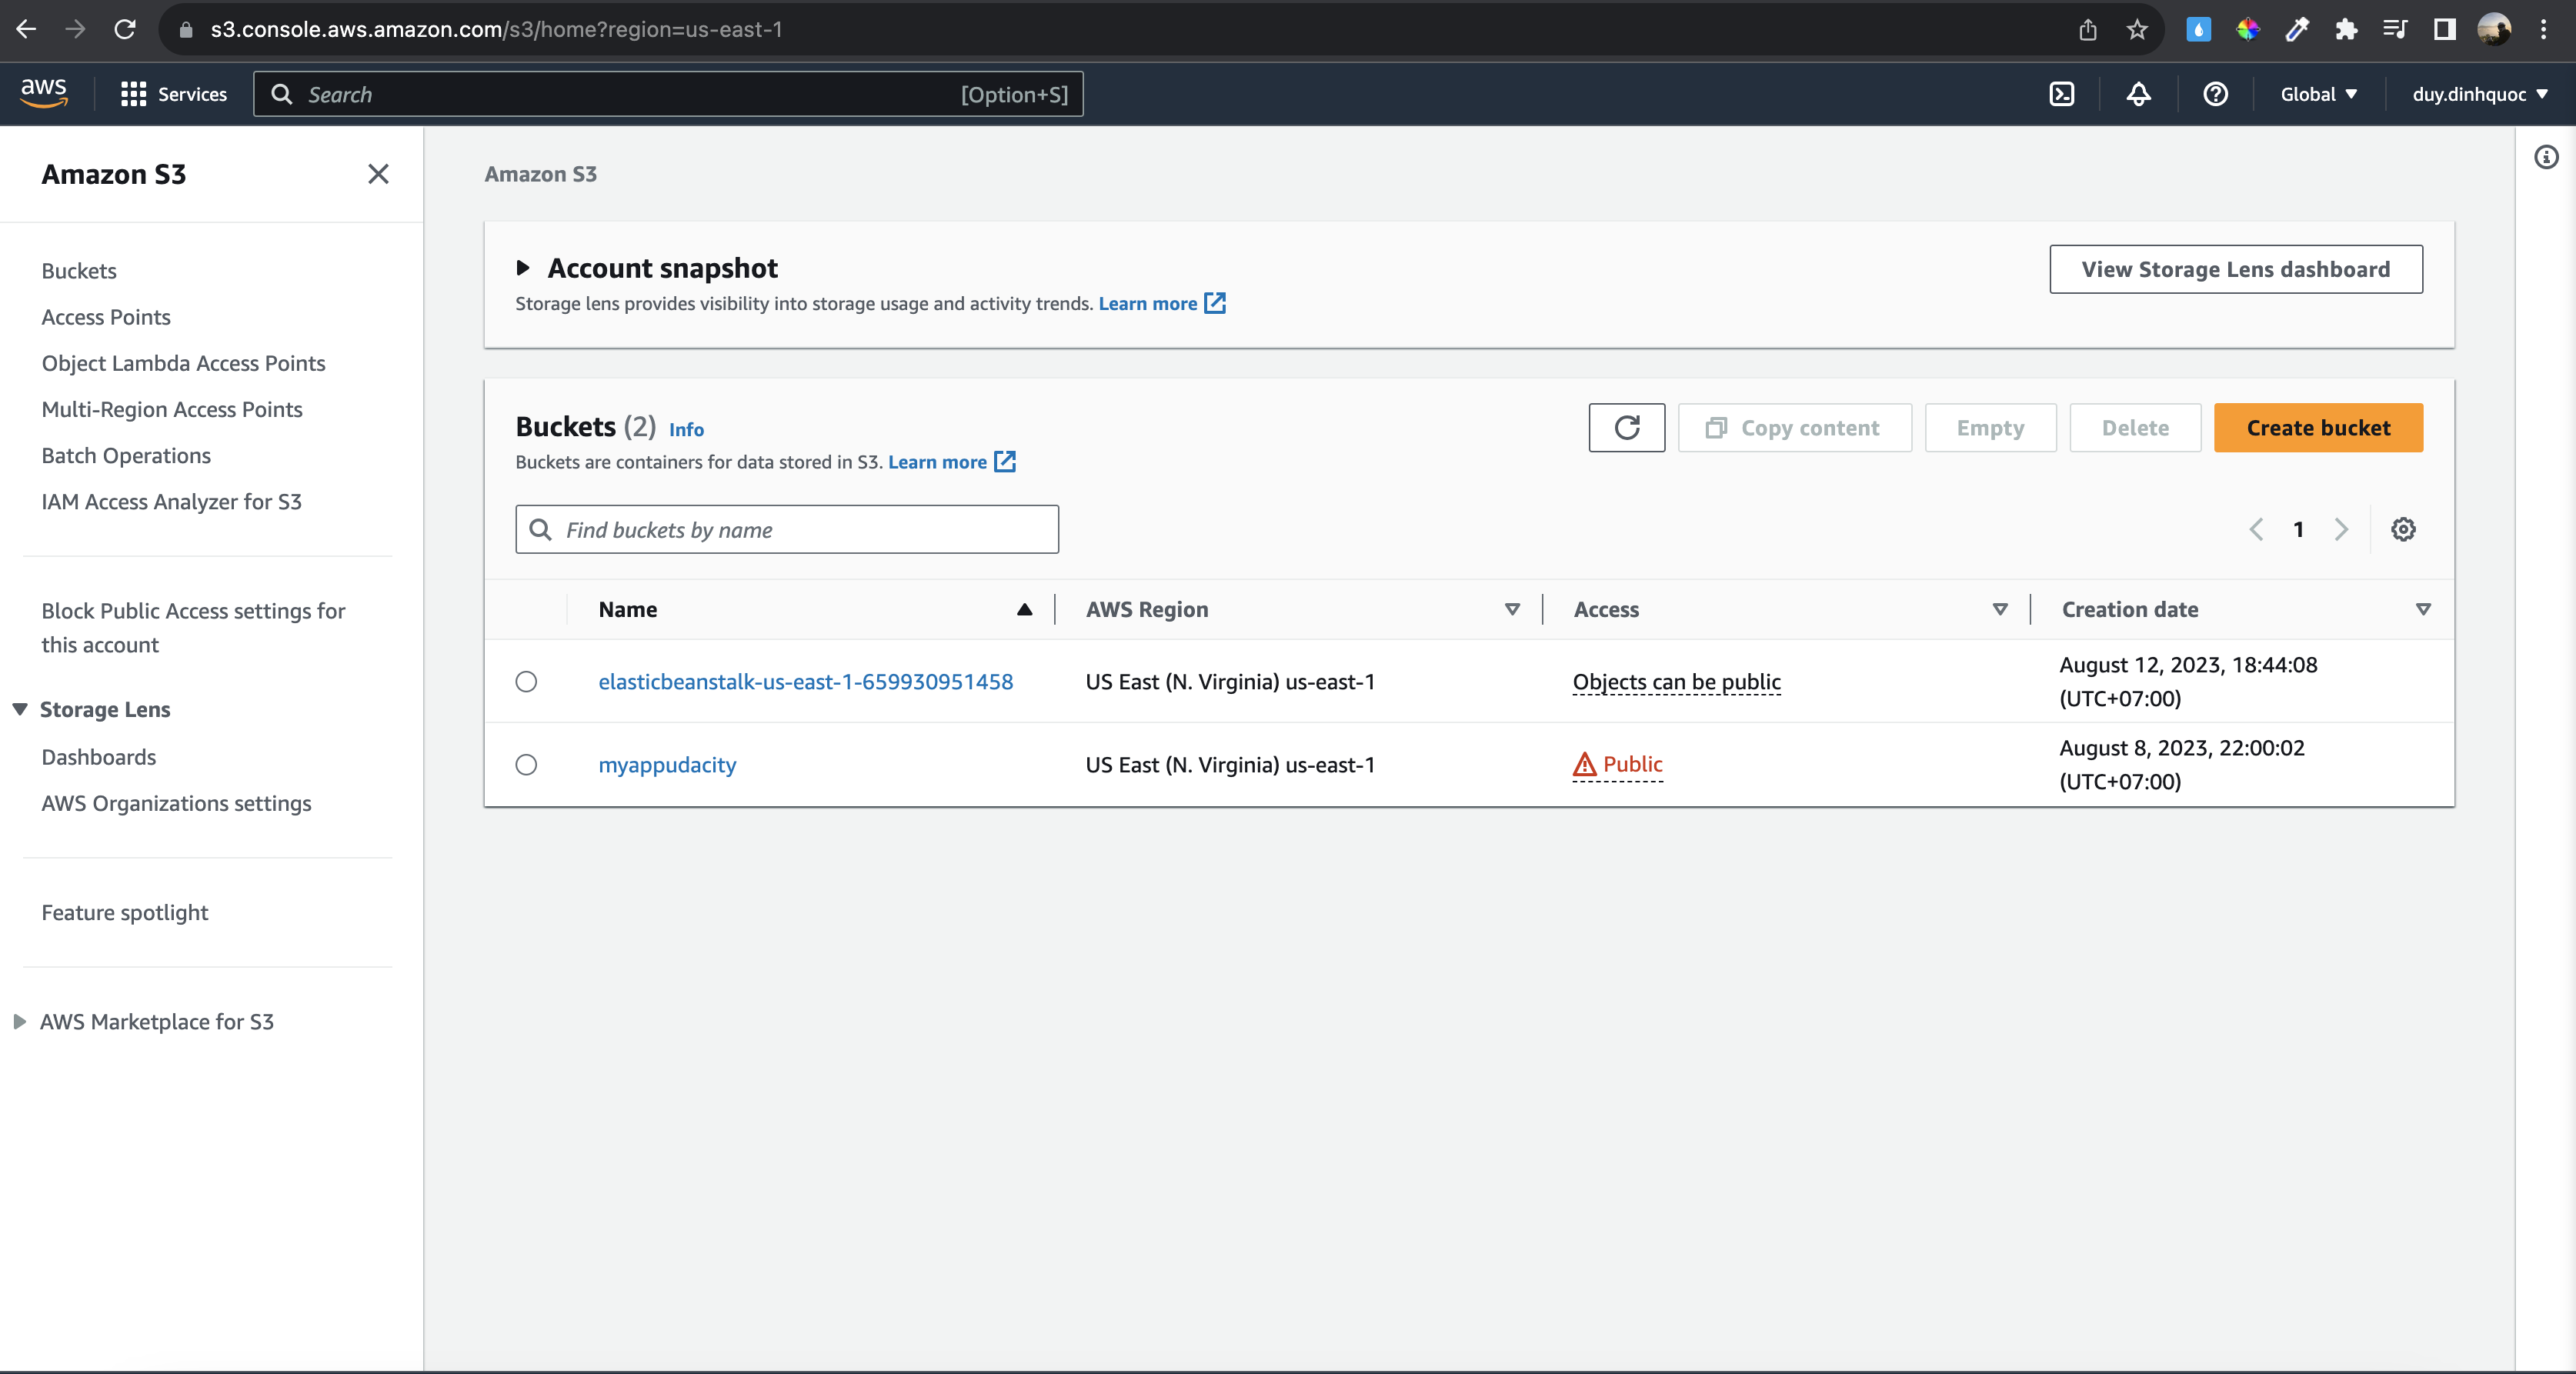 s3.console.aws.amazon.com/s3/home?region=us-east-1
aws
Services
Search
[Option+S]
Global
duy.dinhquoc
Amazon S3
Buckets
Access Points
Object Lambda Access Points
Multi-Region Access Points
Batch Operations
IAM Access Analyzer for S3
Block Public Access settings for
this account
Storage Lens
Dashboards
AWS Organizations settings
Feature spotlight
AWS Marketplace for S3
Amazon S3
Account snapshot
View Storage Lens dashboard
Storage lens provides visibility into storage usage and activity trends. Learn more
Buckets (2) Info
Copy content
Empty
Delete
Create bucket
Buckets are containers for data stored in S3. Learn more
Find buckets by name
1
Name
AWS Region
Access
Creation date
elasticbeanstalk-us-east-1-659930951458
US East (N. Virginia) us-east-1
Objects can be public
August 12, 2023, 18:44:08
(UTC+07:00)
myappudacity
US East (N. Virginia) us-east-1
Public
August 8, 2023, 22:00:02
(UTC+07:00)